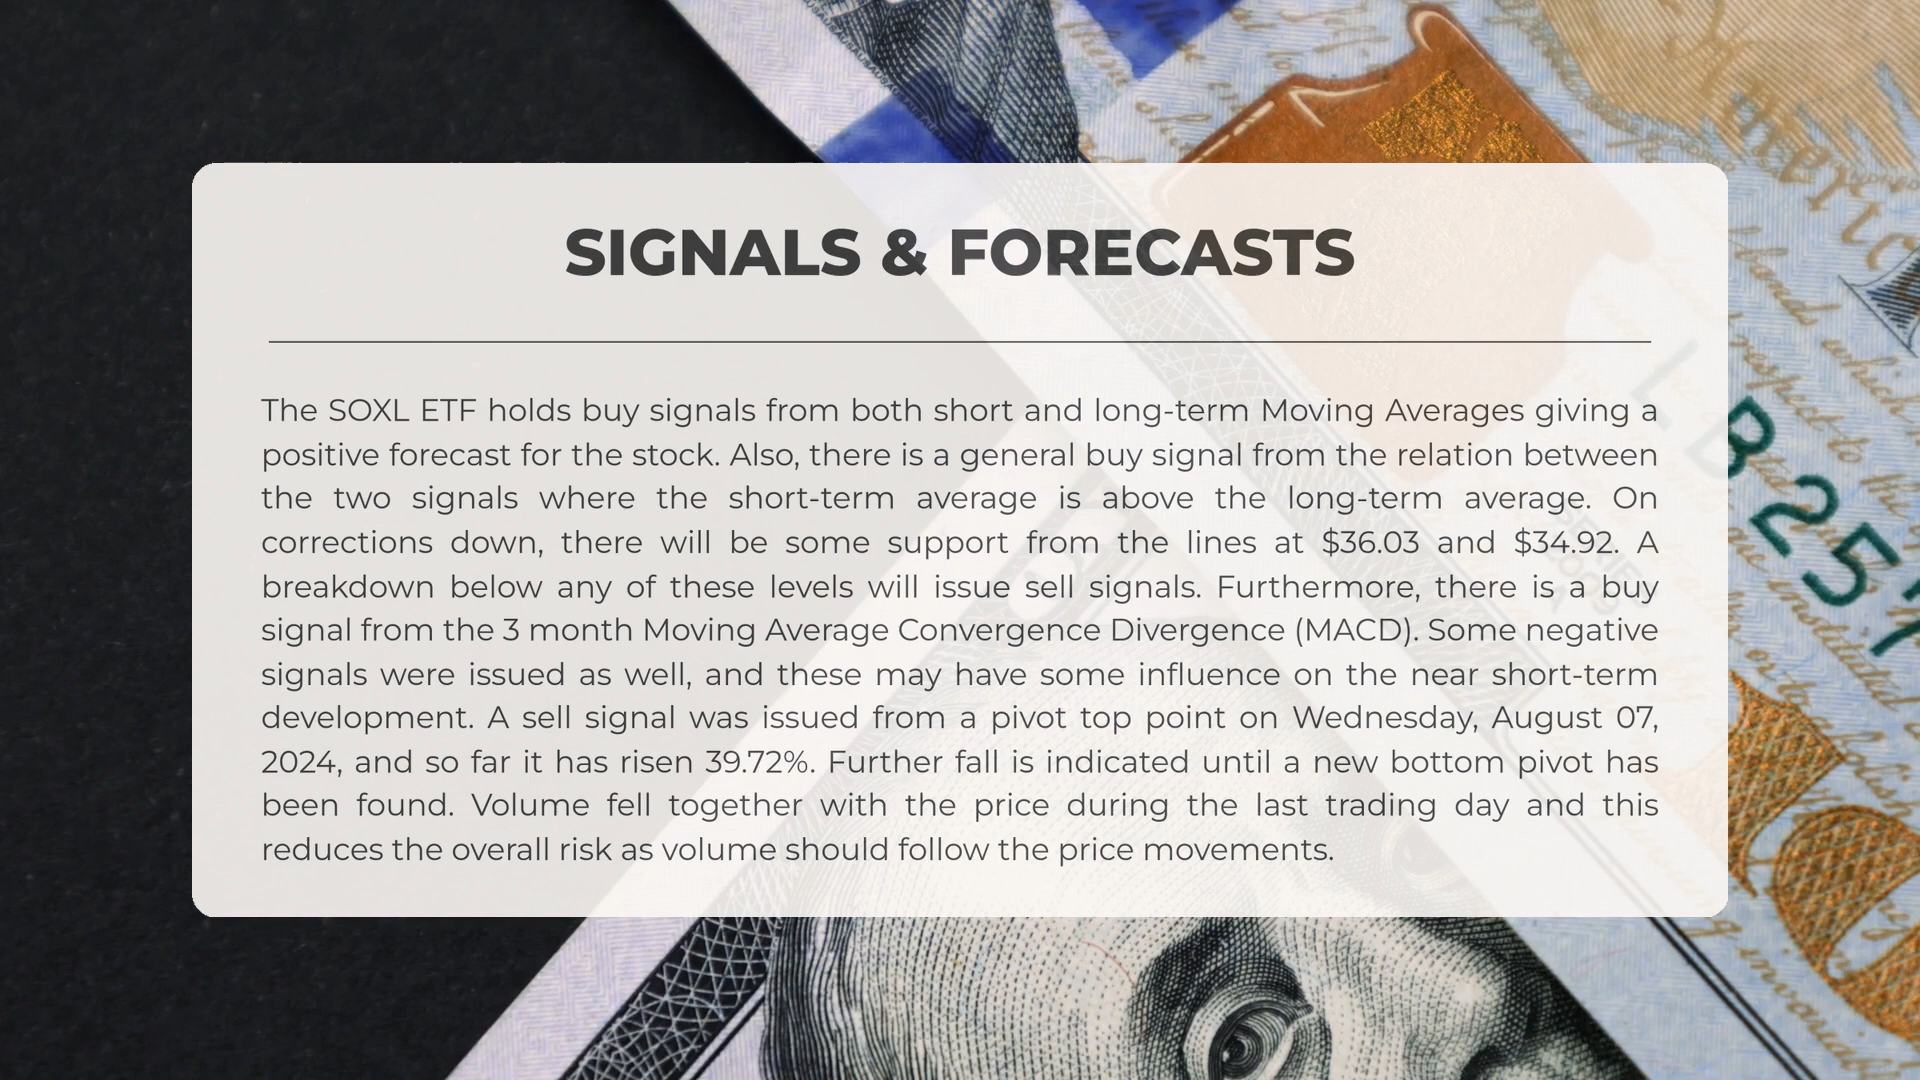 SIGNALS & FORECASTS
The SOXL ETF holds buy signals from both short and long-term Moving Averages giving a
positive forecast for the stock. Also, there is a general buy signal from the relation between
the two signals where the short-term average is above the long-term average. On
corrections down, there will be some support from the lines at $36.03 and $34.92. A
breakdown below any of these levels will issue sell signals. Furthermore, there is a buy
signal from the 3 month Moving Average Convergence Divergence (MACD). Some negative
signals were issued as well, and these may have some influence on the near short-term
development. A sell signal was issued from a pivot top point on Wednesday, August 07,
2024, and so far it has risen 39.72%. Further fall is indicated until a new bottom pivot has
been found. Volume fell together with the price during the last trading day and this
reduces the overall risk as volume should follow the price movements.